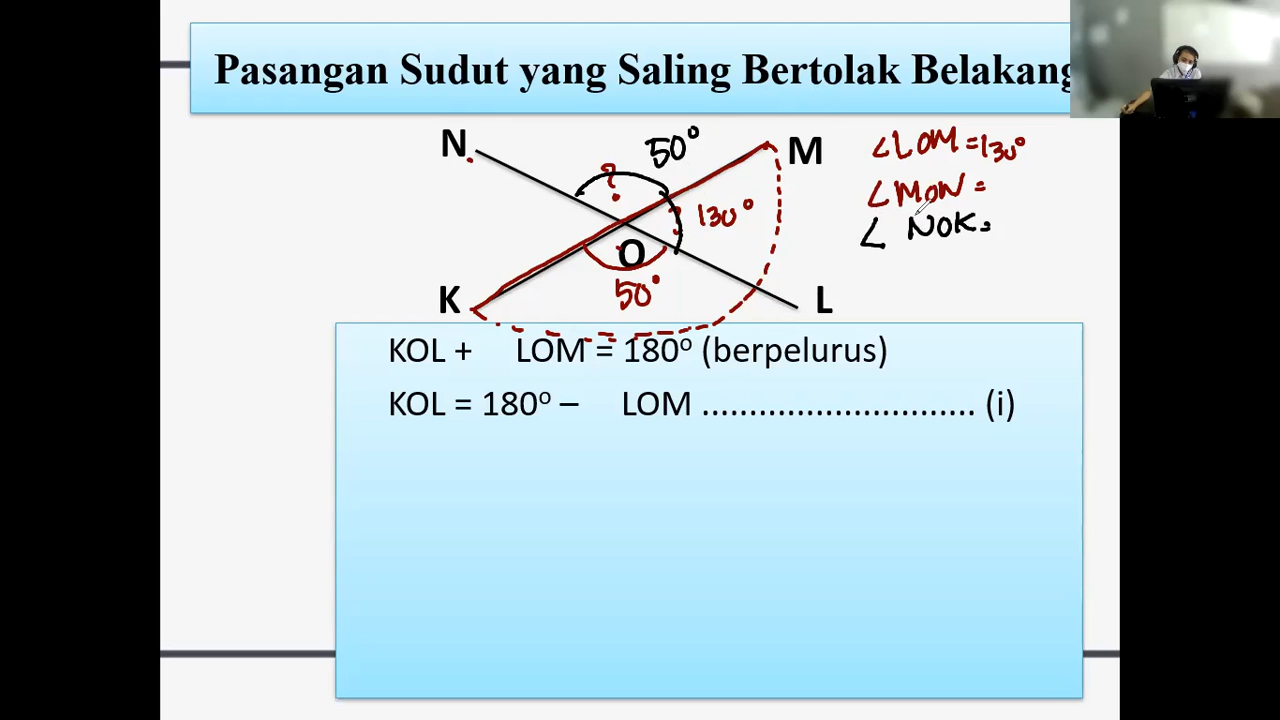 Pasangan Sudut yang Saling Bertolak Belakang
N
50°
M
∠LOM = 130°
?
∠MON =
130°
∠ NOK =
O
K
50°
L
KOL + LOM = 180° (berpelurus)
KOL = 180° – LOM ............................. (i)